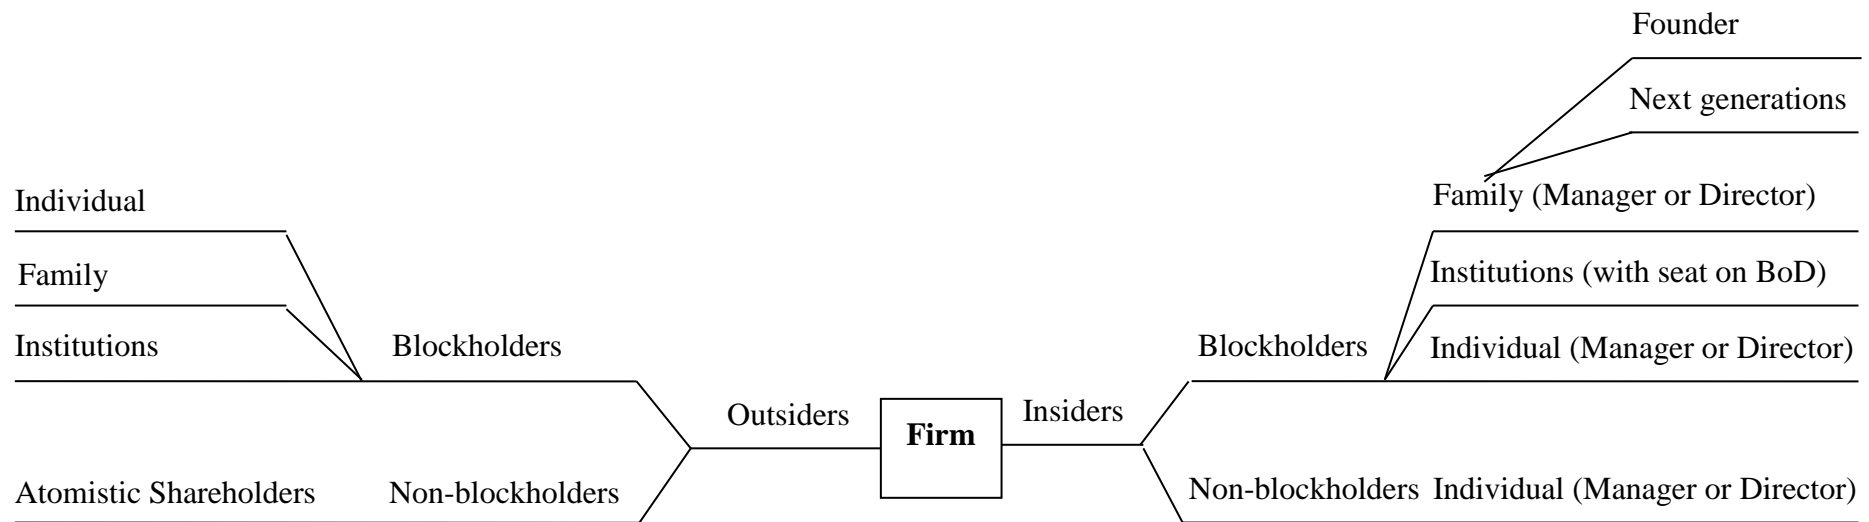 Founder
Next generations
Individual
Family (Manager or Director)
Family
Institutions (with seat on BoD)
Institutions
Blockholders
Blockholders
Individual (Manager or Director)
Outsiders
Firm
Insiders
Atomistic Shareholders
Non-blockholders
Non-blockholders
Individual (Manager or Director)